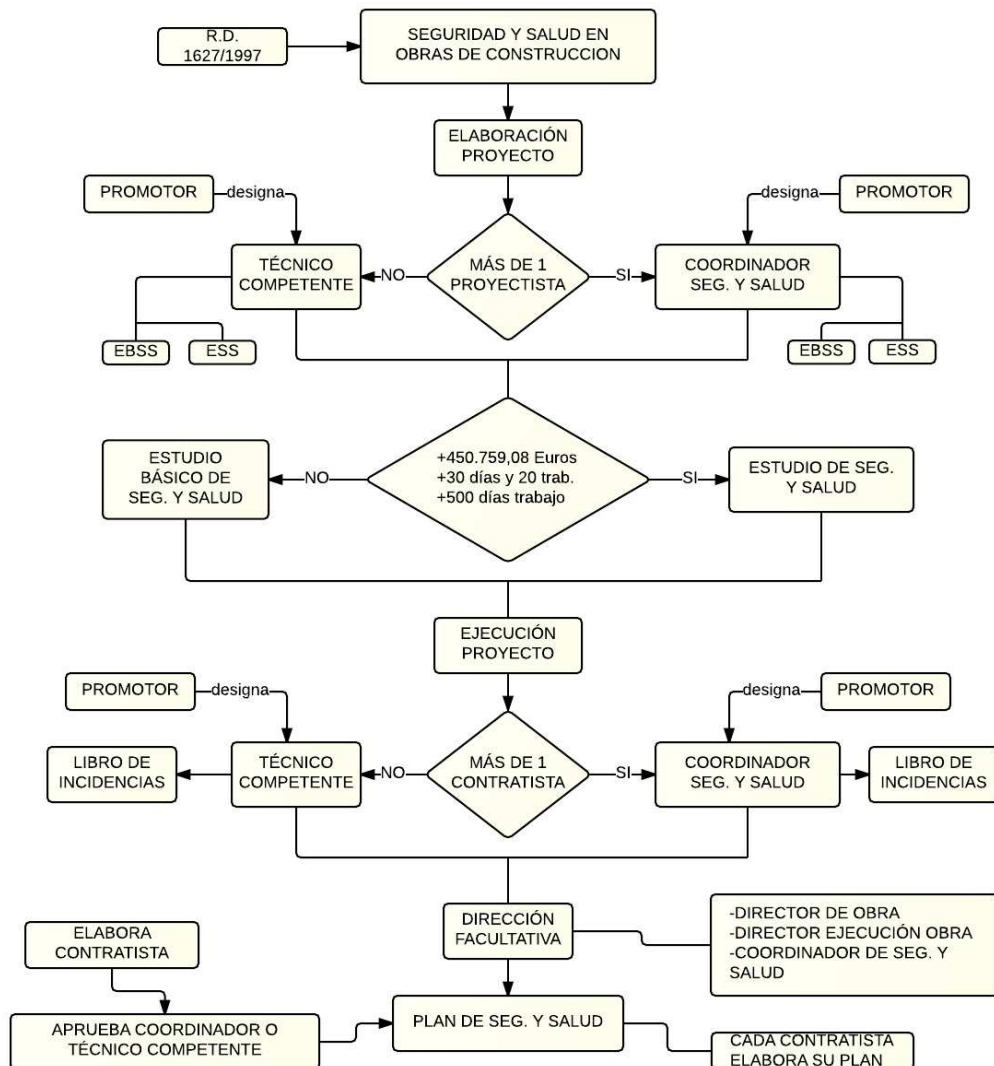 R.D.
1627/1997
SEGURIDAD Y SALUD EN
OBRAS DE CONSTRUCCION
ELABORACIÓN
PROYECTO
PROMOTOR
designa
designa
PROMOTOR
TÉCNICO
COMPETENTE
NO
MÁS DE 1
PROYECTISTA
SI
COORDINADOR
SEG. Y SALUD
EBSS
ESS
EBSS
ESS
ESTUDIO
BÁSICO DE
SEG. Y SALUD
NO
+450.759,08 Euros
+30 días y 20 trab.
+500 días trabajo
SI
ESTUDIO DE SEG.
Y SALUD
EJECUCIÓN
PROYECTO
PROMOTOR
designa
designa
PROMOTOR
LIBRO DE
INCIDENCIAS
TÉCNICO
COMPETENTE
NO
MÁS DE 1
CONTRATISTA
SI
COORDINADOR
SEG. Y SALUD
LIBRO DE
INCIDENCIAS
DIRECCIÓN
FACULTATIVA
-DIRECTOR DE OBRA
-DIRECTOR EJECUCIÓN OBRA
-COORDINADOR DE SEG. Y
SALUD
ELABORA
CONTRATISTA
APRUEBA COORDINADOR O
TÉCNICO COMPETENTE
PLAN DE SEG. Y SALUD
CADA CONTRATISTA
ELABORA SU PLAN